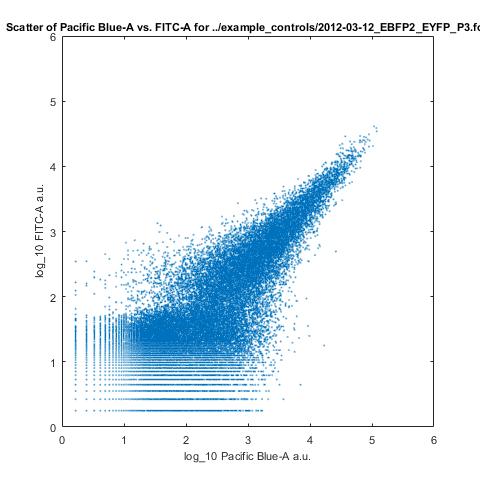 Scatter of Pacific Blue-A vs. FITC-A for ../example_controls/2012-03-12_EBFP2_EYFP_P3.fc
6
5
4
3
2
1
0
log_10 FITC-A a.u.
0 1 2 3 4 5 6
log_10 Pacific Blue-A a.u.